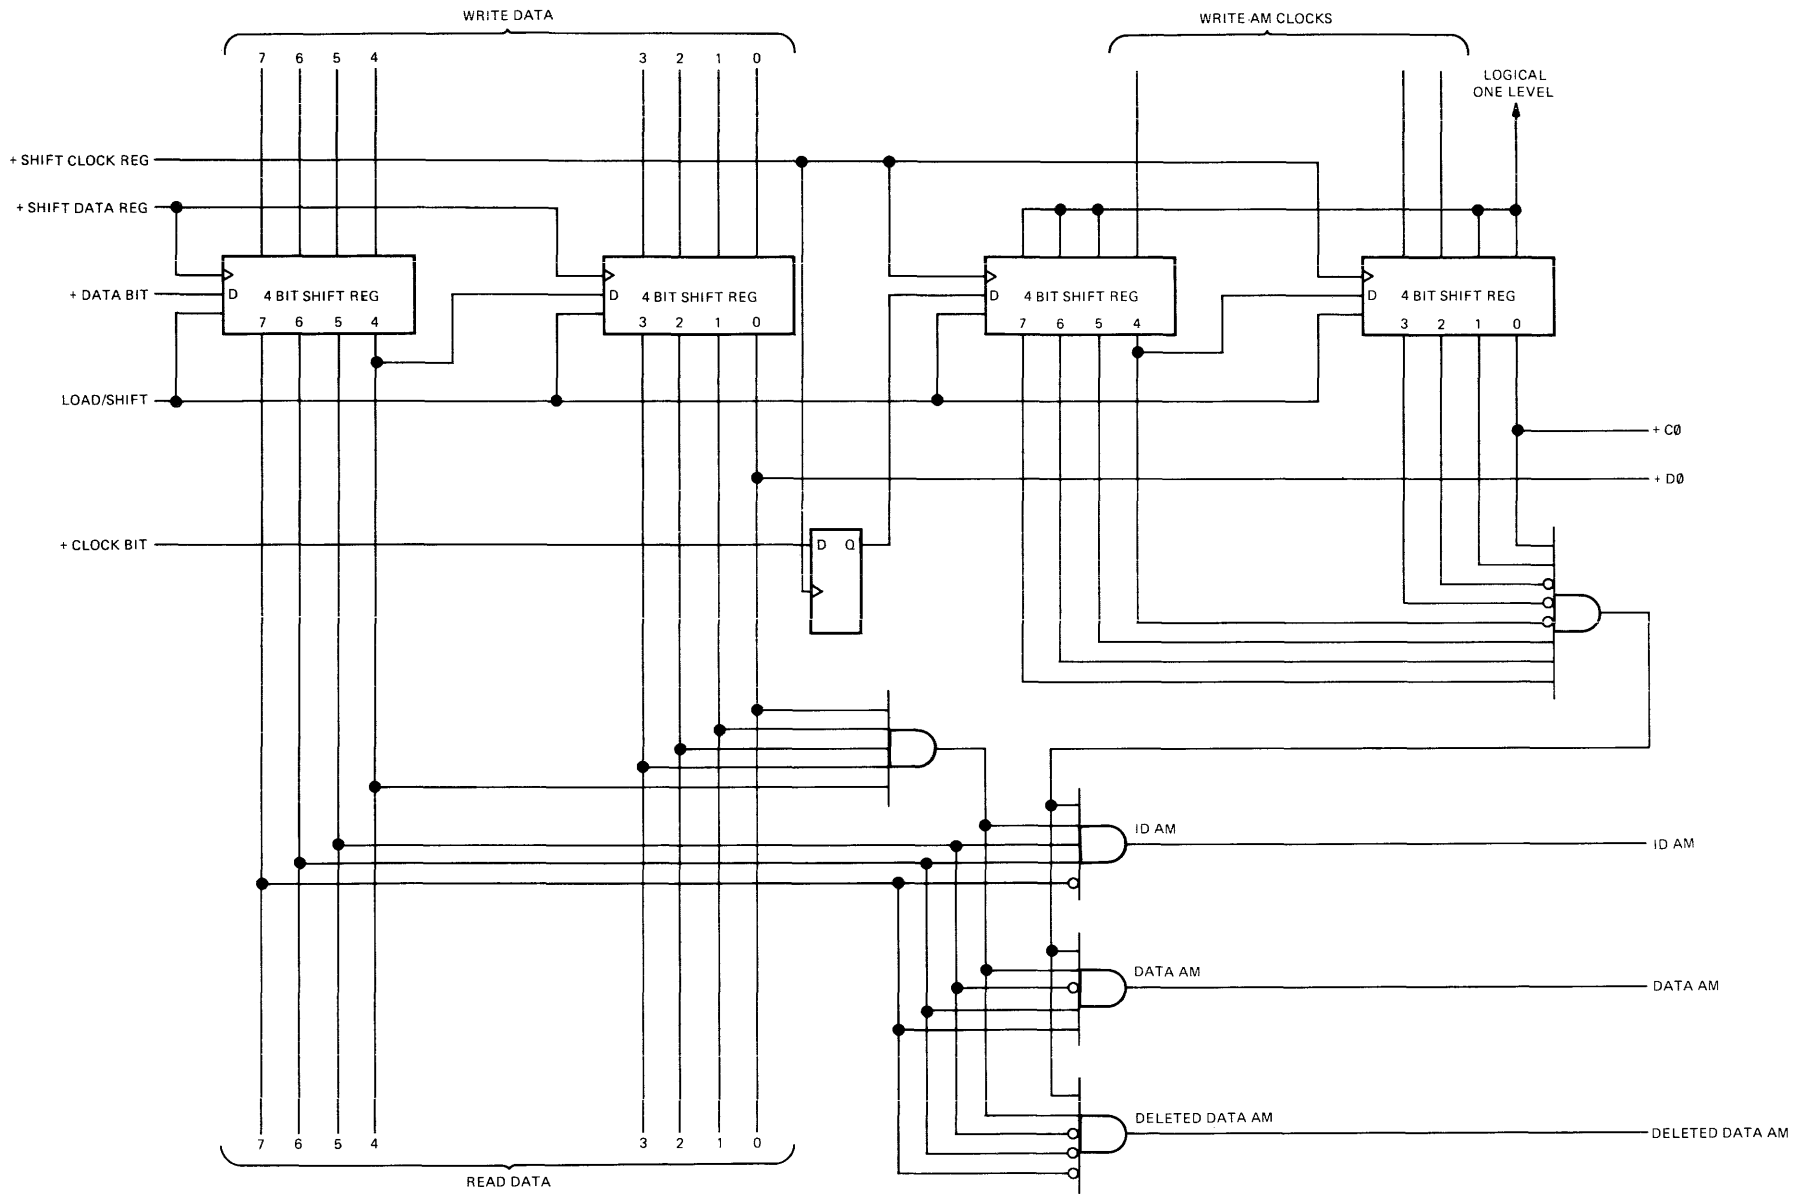 WRITE DATA
WRITE AM CLOCKS
7 6 5 4 3 2 1 0
LOGICAL
ONE LEVEL
+ SHIFT CLOCK REG
+ SHIFT DATA REG
+ DATA BIT
D 4 BIT SHIFT REG
7 6 5 4
D 4 BIT SHIFT REG
3 2 1 0
D 4 BIT SHIFT REG
7 6 5 4
D 4 BIT SHIFT REG
3 2 1 0
LOAD/SHIFT
+ CØ
+ DØ
+ CLOCK BIT
D Q
ID AM
ID AM
DATA AM
DATA AM
DELETED DATA AM
DELETED DATA AM
7 6 5 4 3 2 1 0
READ DATA